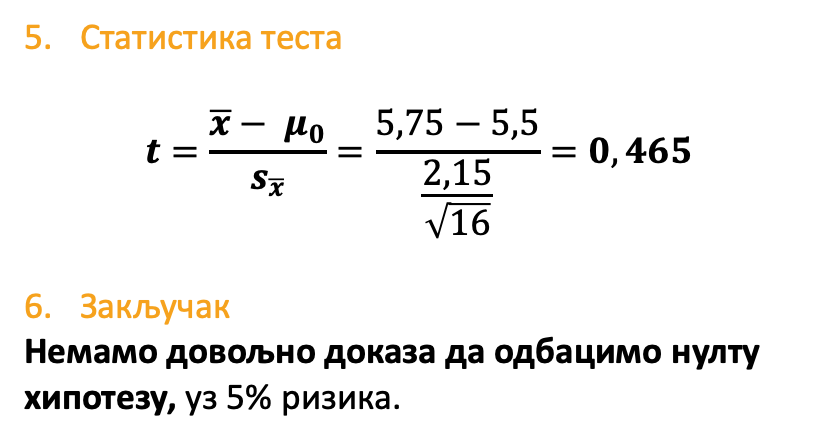 5. Статистика теста
t = (x̅ − μ₀) / s_x̅ = (5,75 − 5,5) / (2,15 / √16) = 0,465
6. Закључак
Немамо довољно доказа да одбацимо нулту
хипотезу, уз 5% ризика.